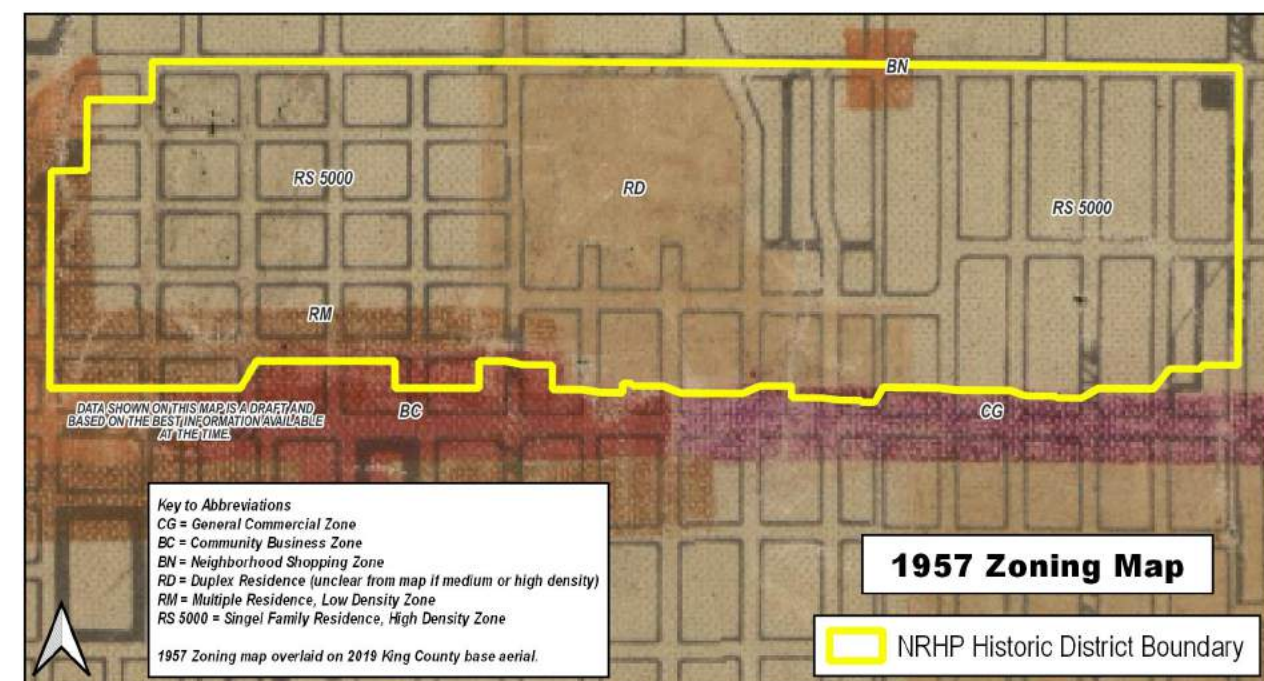 BN
RS 5000
RD
RS 5000
RM
DATA SHOWN ON THIS MAP IS A DRAFT AND
BASED ON THE BEST INFORMATION AVAILABLE
AT THE TIME.
BC
CG
Key to Abbreviations
CG = General Commercial Zone
BC = Community Business Zone
BN = Neighborhood Shopping Zone
RD = Duplex Residence (unclear from map if medium or high density)
RM = Multiple Residence, Low Density Zone
RS 5000 = Singel Family Residence, High Density Zone
1957 Zoning map overlaid on 2019 King County base aerial.
1957 Zoning Map
NRHP Historic District Boundary